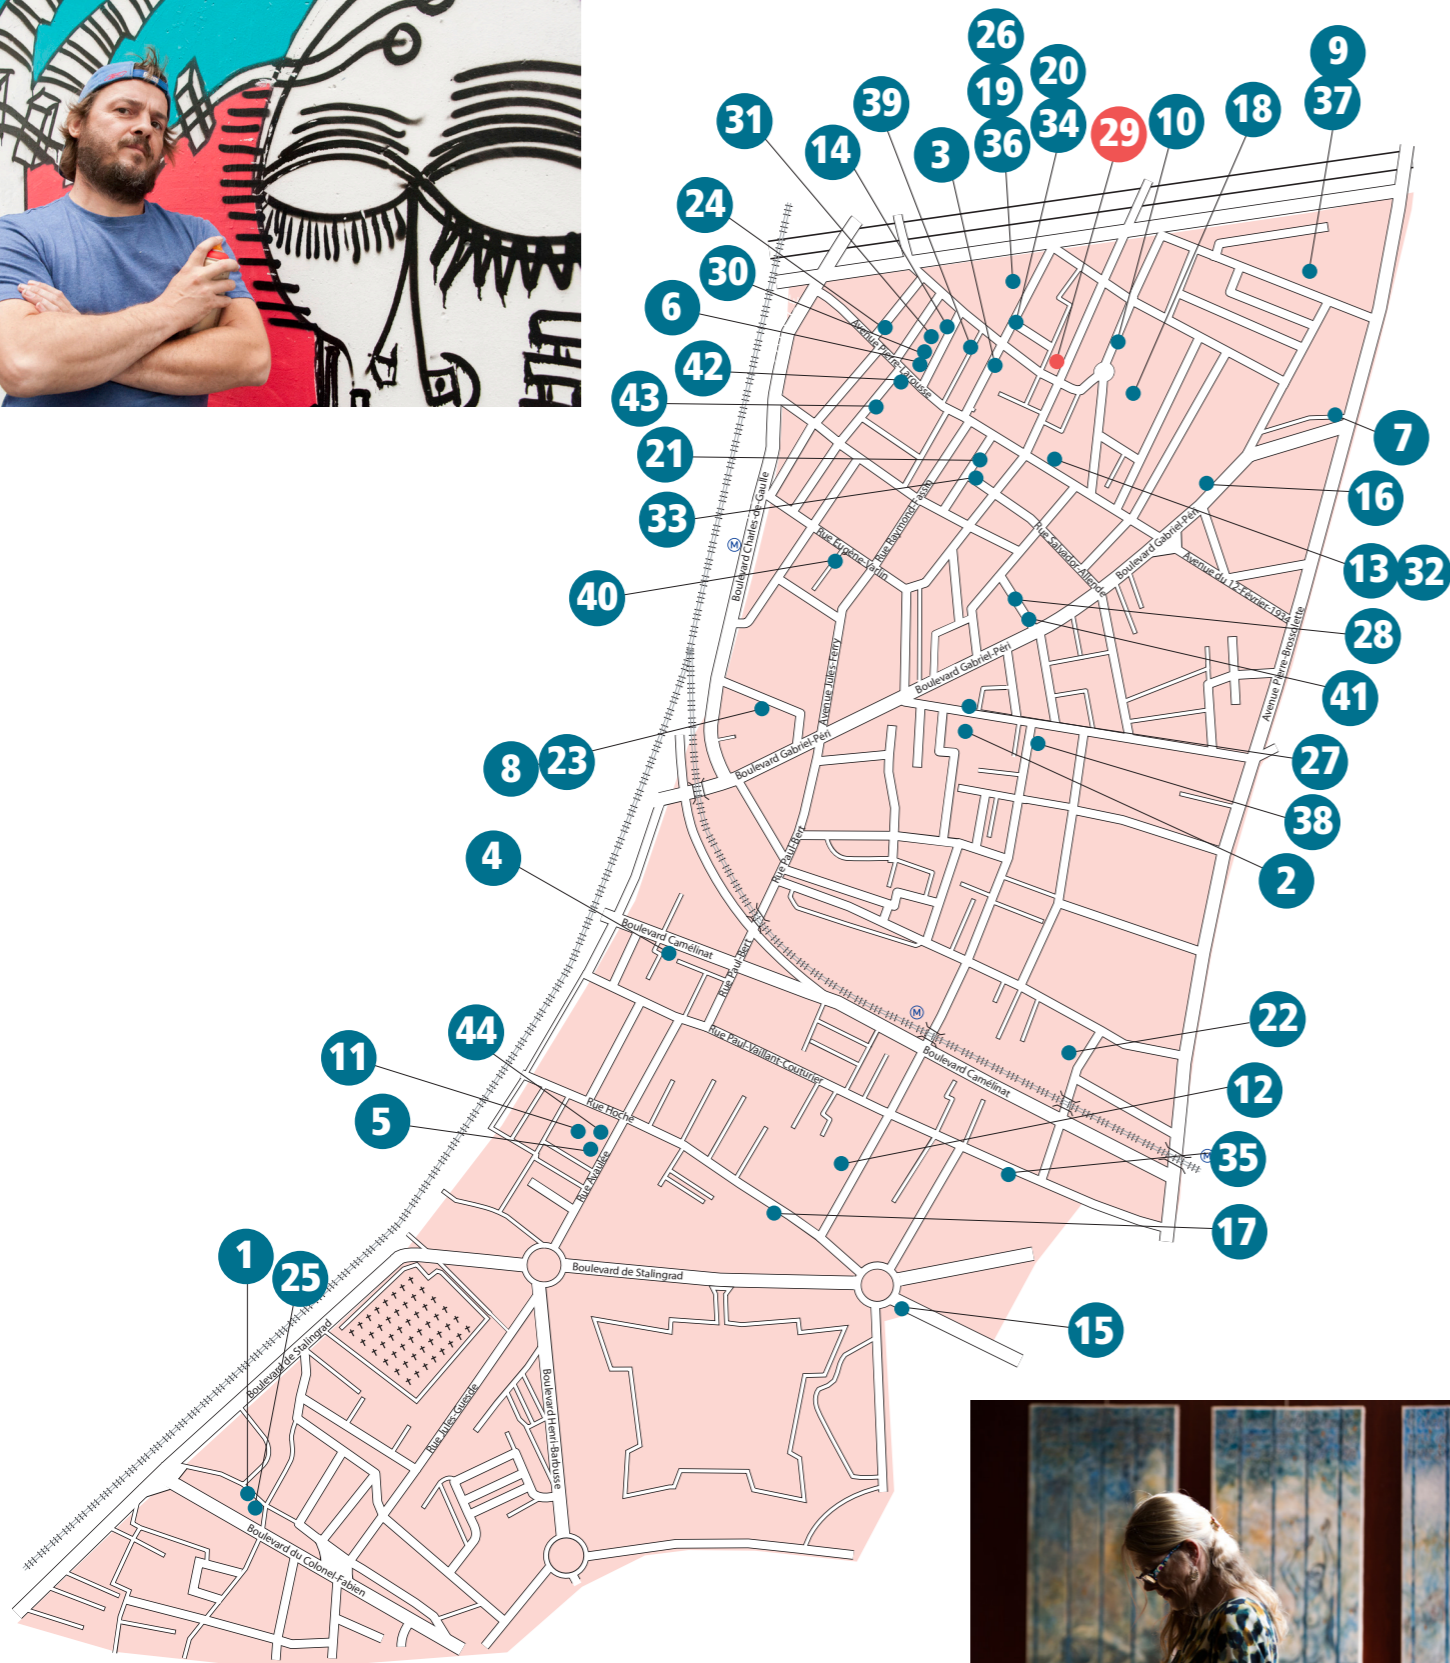 26
9
20
19
37
31
39
14
3
36
34
29
10
18
24
30
6
42
43
21
33
40
7
16
13
32
28
41
8
23
27
38
2
4
22
44
11
5
12
35
17
1
25
15
Avenue Pierre-Larousse
Boulevard Charles-de-Gaulle
M
Rue Raymond-Fassin
Rue Eugène-Varlin
Rue Salvador-Allende
Boulevard Gabriel-Péri
Avenue du 12-Février-1934
Avenue Pierre-Brossolette
Boulevard Gabriel-Péri
Avenue Jules-Ferry
Boulevard Gabriel-Péri
Rue Paul-Bert
Boulevard Camélinat
Rue Paul-Bert
M
Rue Paul-Vaillant-Couturier
Boulevard Camélinat
M
Rue Hoche
Rue Avaulée
Boulevard de Stalingrad
Boulevard de Stalingrad
Rue Jules-Guesde
Boulevard Henri-Barbusse
Boulevard du Colonel-Fabien